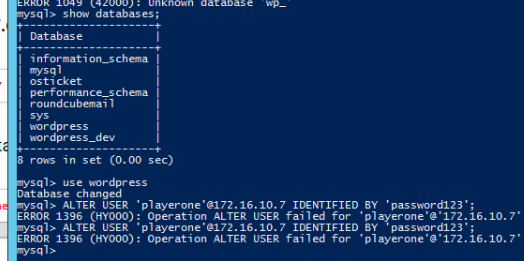 ERROR 1049 (42000): Unknown database 'wp_'
mysql> show databases;
+--------------------+
| Database           |
+--------------------+
| information_schema |
| mysql              |
| osticket           |
| performance_schema |
| roundcubemail      |
| sys                |
| wordpress          |
| wordpress_dev      |
+--------------------+
8 rows in set (0.00 sec)
mysql> use wordpress
Database changed
mysql> ALTER USER 'playerone'@172.16.10.7 IDENTIFIED BY 'password123';
ERROR 1396 (HY000): Operation ALTER USER failed for 'playerone'@'172.16.10.7'
mysql> ALTER USER 'playerone'@172.16.10.7 IDENTIFIED BY 'password123';
ERROR 1396 (HY000): Operation ALTER USER failed for 'playerone'@'172.16.10.7'
mysql>